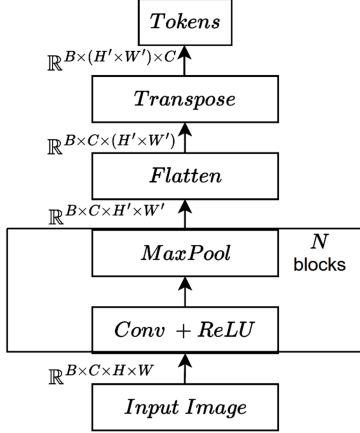 Tokens
ℝ^{B×(H′×W′)×C}
Transpose
ℝ^{B×C×(H′×W′)}
Flatten
ℝ^{B×C×H′×W′}
MaxPool
N
blocks
Conv + ReLU
ℝ^{B×C×H×W}
Input Image